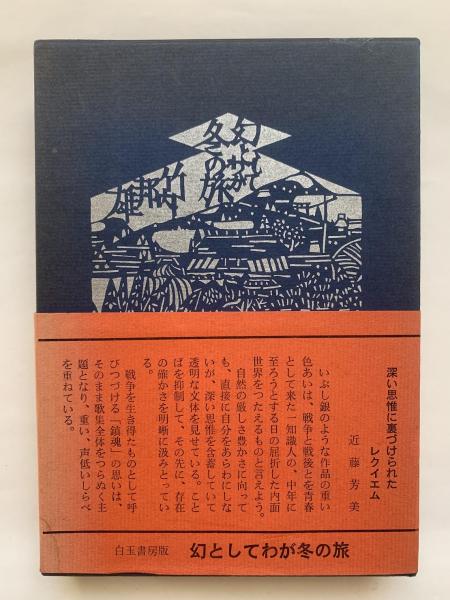 幻として
わが
冬の旅
竹内
邦雄
深い思惟に裏づけられた
レクイエム
近藤芳美
いぶし銀のような作品の重い
色あいは、戦争と戦後とを青春
として来た一知識人の、中年に
至ろうとする日の屈折した内面
世界をつたえるものと言えよう。
自然の厳しさ豊かさに向って
も、直接に自分をあらわにしな
いが、深い思惟を含蓄していて
透明な文体を見せている。こと
ばを抑制して、その先に、存在
の確かさを明晰に汲みとってい
る。
戦争を生き得たものとして呼
びつづける「鎮魂」の思いは、
そのまま歌集全体をつらぬく主
題となり、重い、声低いしらべ
を重ねている。
白玉書房版
幻としてわが冬の旅